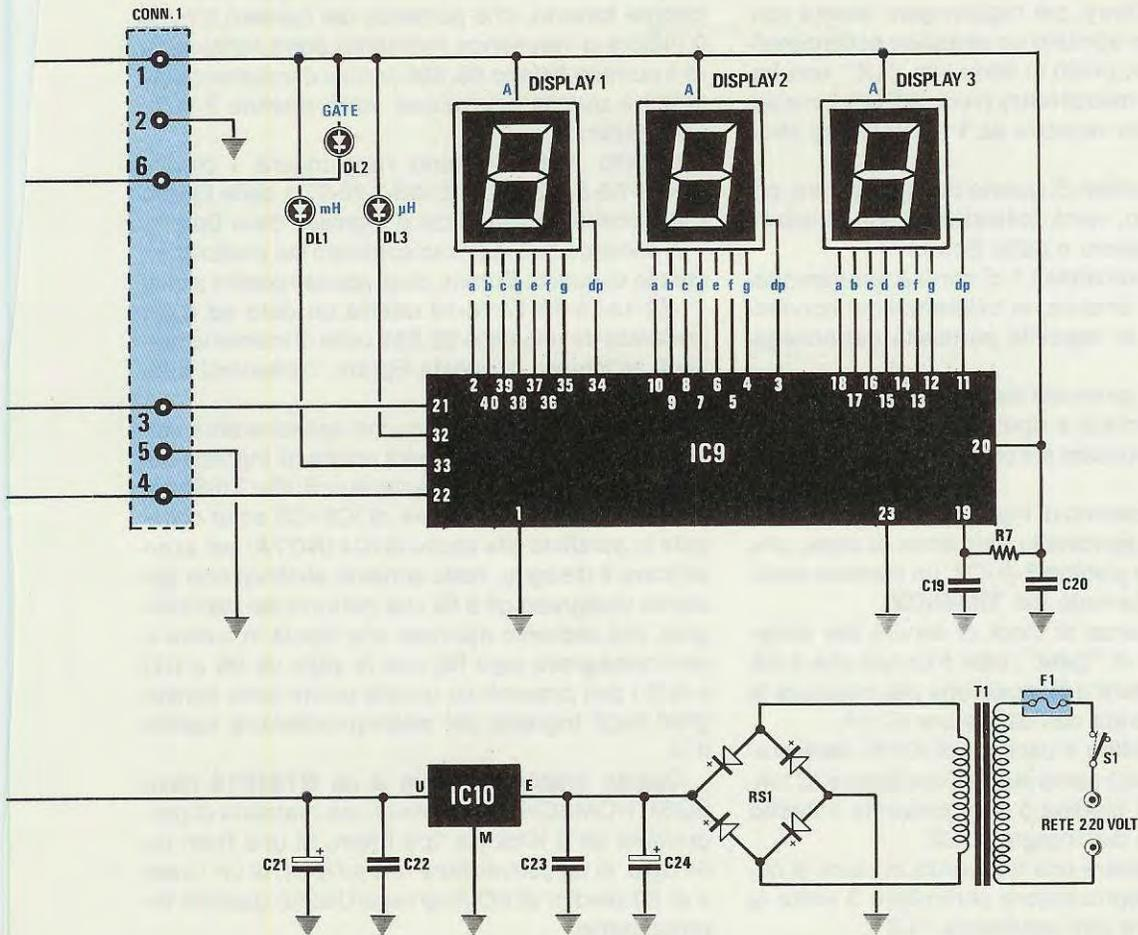 CONN. 1
1
2
6
3
5
4
GATE
DL2
mH
DL1
µH
DL3
A
DISPLAY 1
A
DISPLAY 2
A
DISPLAY 3
a b c d e f g dp
a b c d e f g dp
a b c d e f g dp
2 39 37 35 34
40 38 36
10 8 6 4 3
9 7 5
18 16 14 12 11
17 15 13
21
32
33
22
IC9
20
1
23
19
R7
C19
C20
U
IC10
E
M
C21
+
C22
C23
+
C24
RS1
T1
F1
S1
RETE 220 VOLT